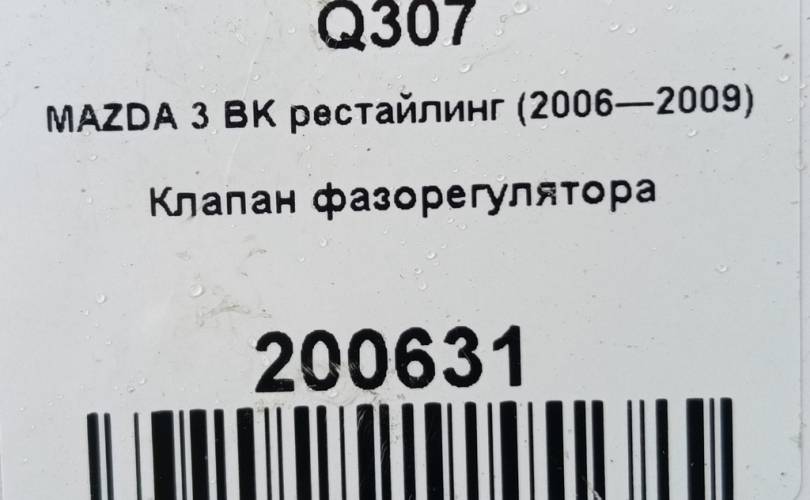 Q307
MAZDA 3 BK рестайлинг (2006—2009)
Клапан фазорегулятора
200631